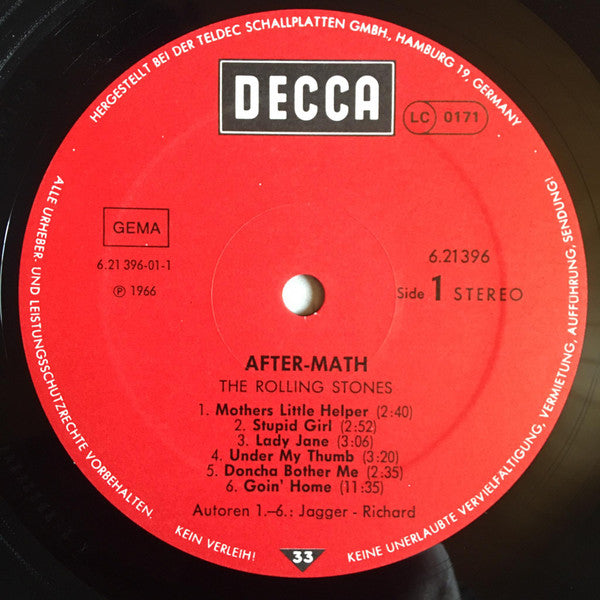 HERGESTELLT BEI DER TELDEC SCHALLPLATTEN GMBH., HAMBURG 19, GERMANY
DECCA
LC 0171
GEMA
6.21 396-01-1
Ⓟ 1966
6.21396
Side 1 STEREO
AFTER-MATH
THE ROLLING STONES
1. Mothers Little Helper (2:40)
2. Stupid Girl (2:52)
3. Lady Jane (3:06)
4. Under My Thumb (3:20)
5. Doncha Bother Me (2:35)
6. Goin' Home (11:35)
Autoren 1.–6.: Jagger - Richard
ALLE URHEBER- UND LEISTUNGSSCHUTZRECHTE VORBEHALTEN.
KEIN VERLEIH!
33
KEINE UNERLAUBTE VERVIELFÄLTIGUNG, VERMIETUNG, AUFFÜHRUNG, SENDUNG!